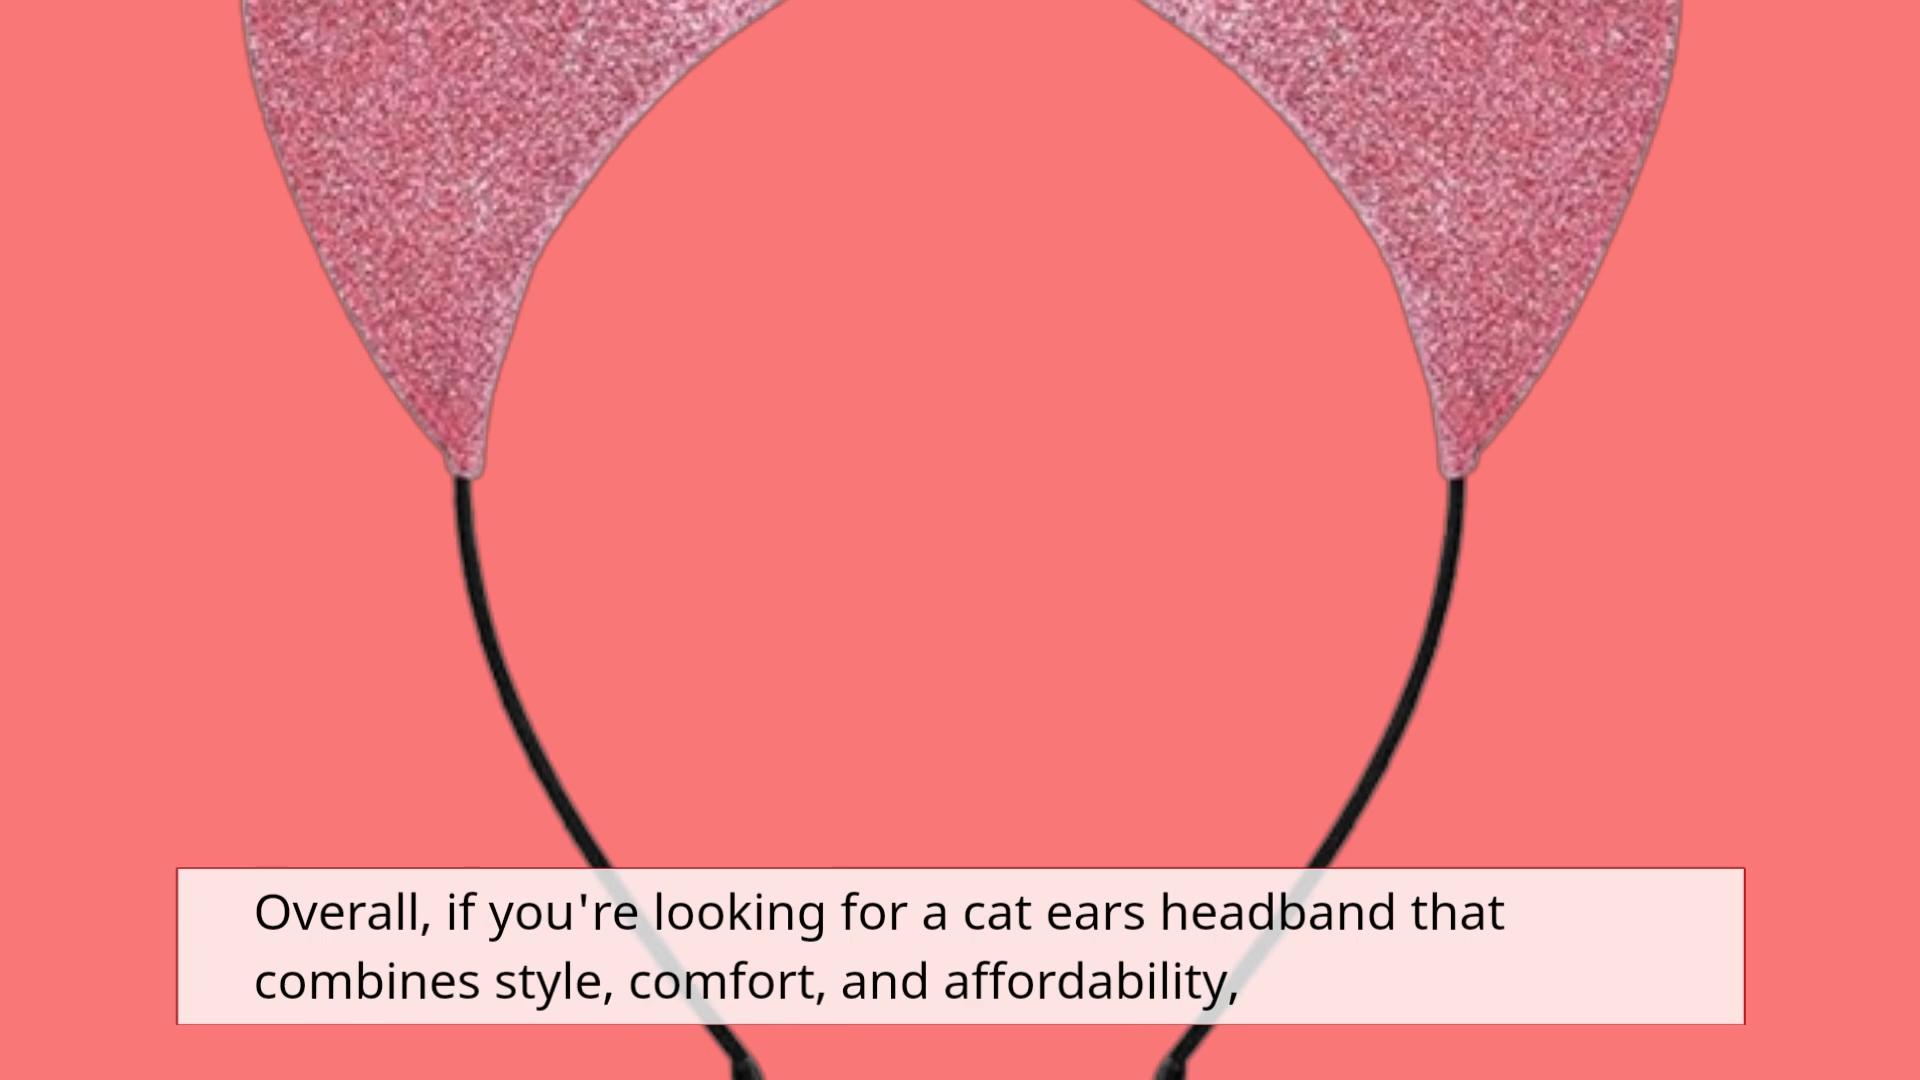 Overall, if you're looking for a cat ears headband that
combines style, comfort, and affordability,